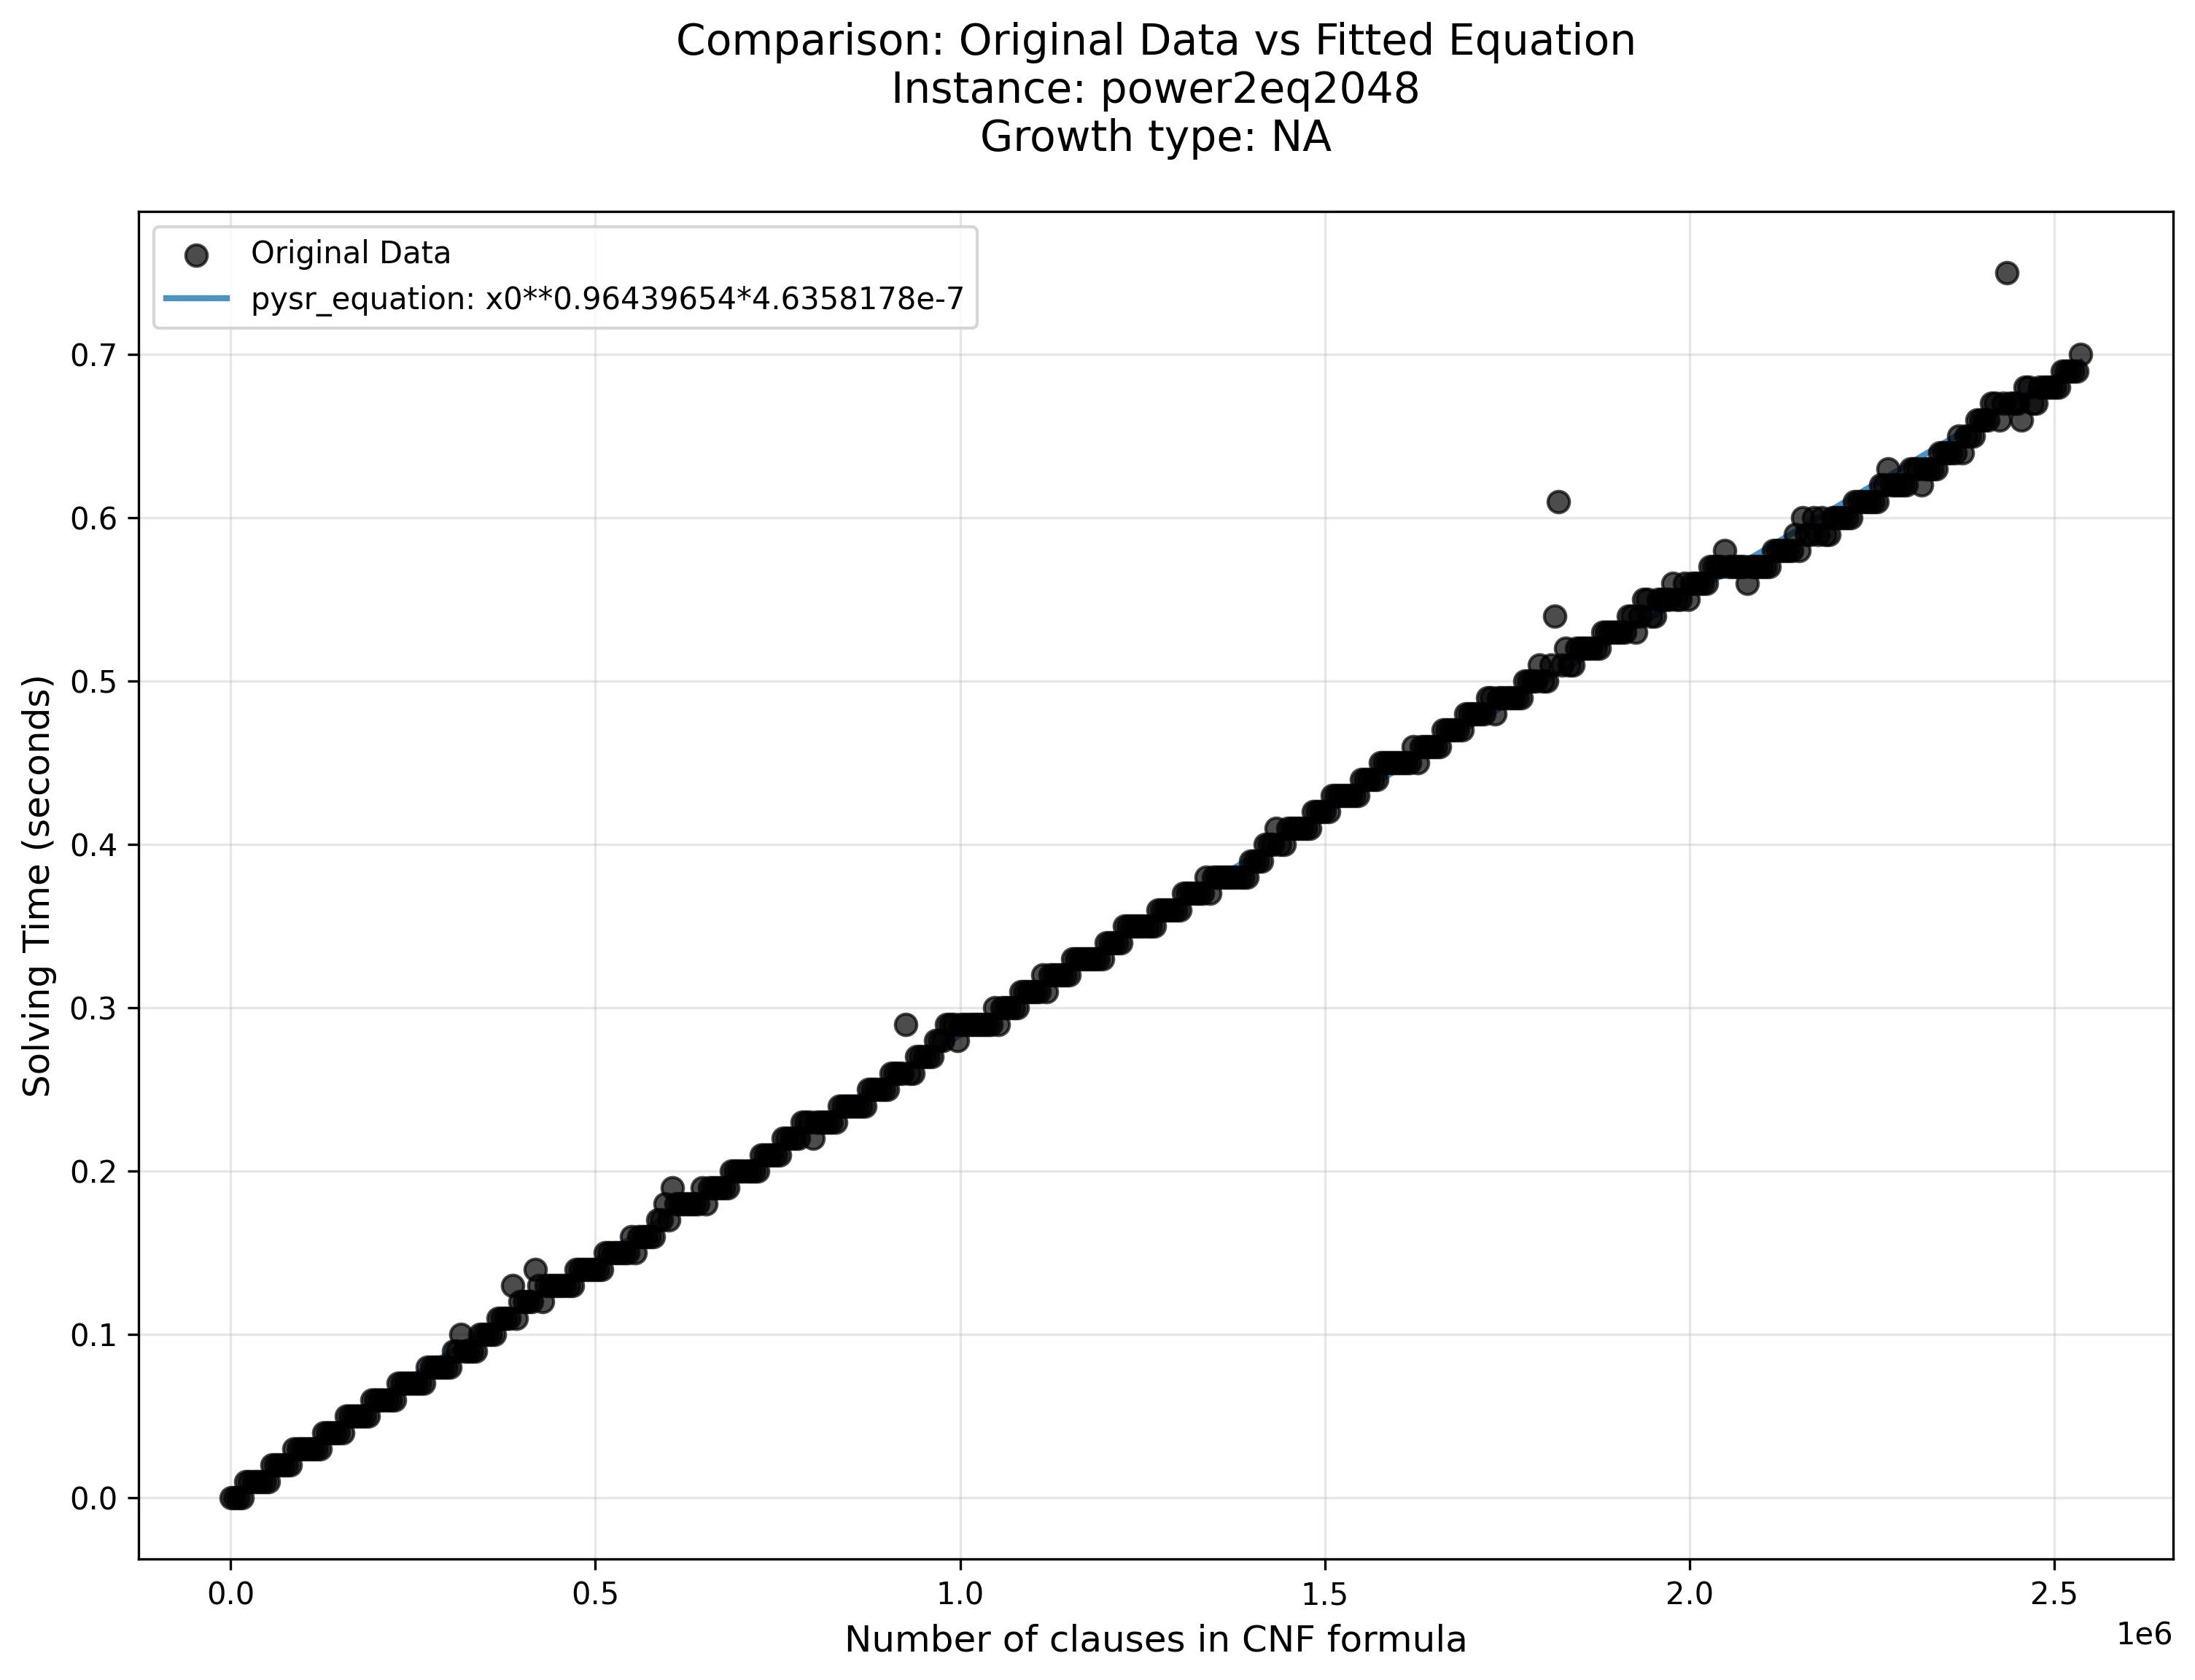 Comparison: Original Data vs Fitted Equation
Instance: power2eq2048
Growth type: NA
Original Data
pysr_equation: x0**0.96439654*4.6358178e-7
0.7
0.6
0.5
0.4
0.3
0.2
0.1
0.0
Solving Time (seconds)
0.0 0.5 1.0 1.5 2.0 2.5
1e6
Number of clauses in CNF formula